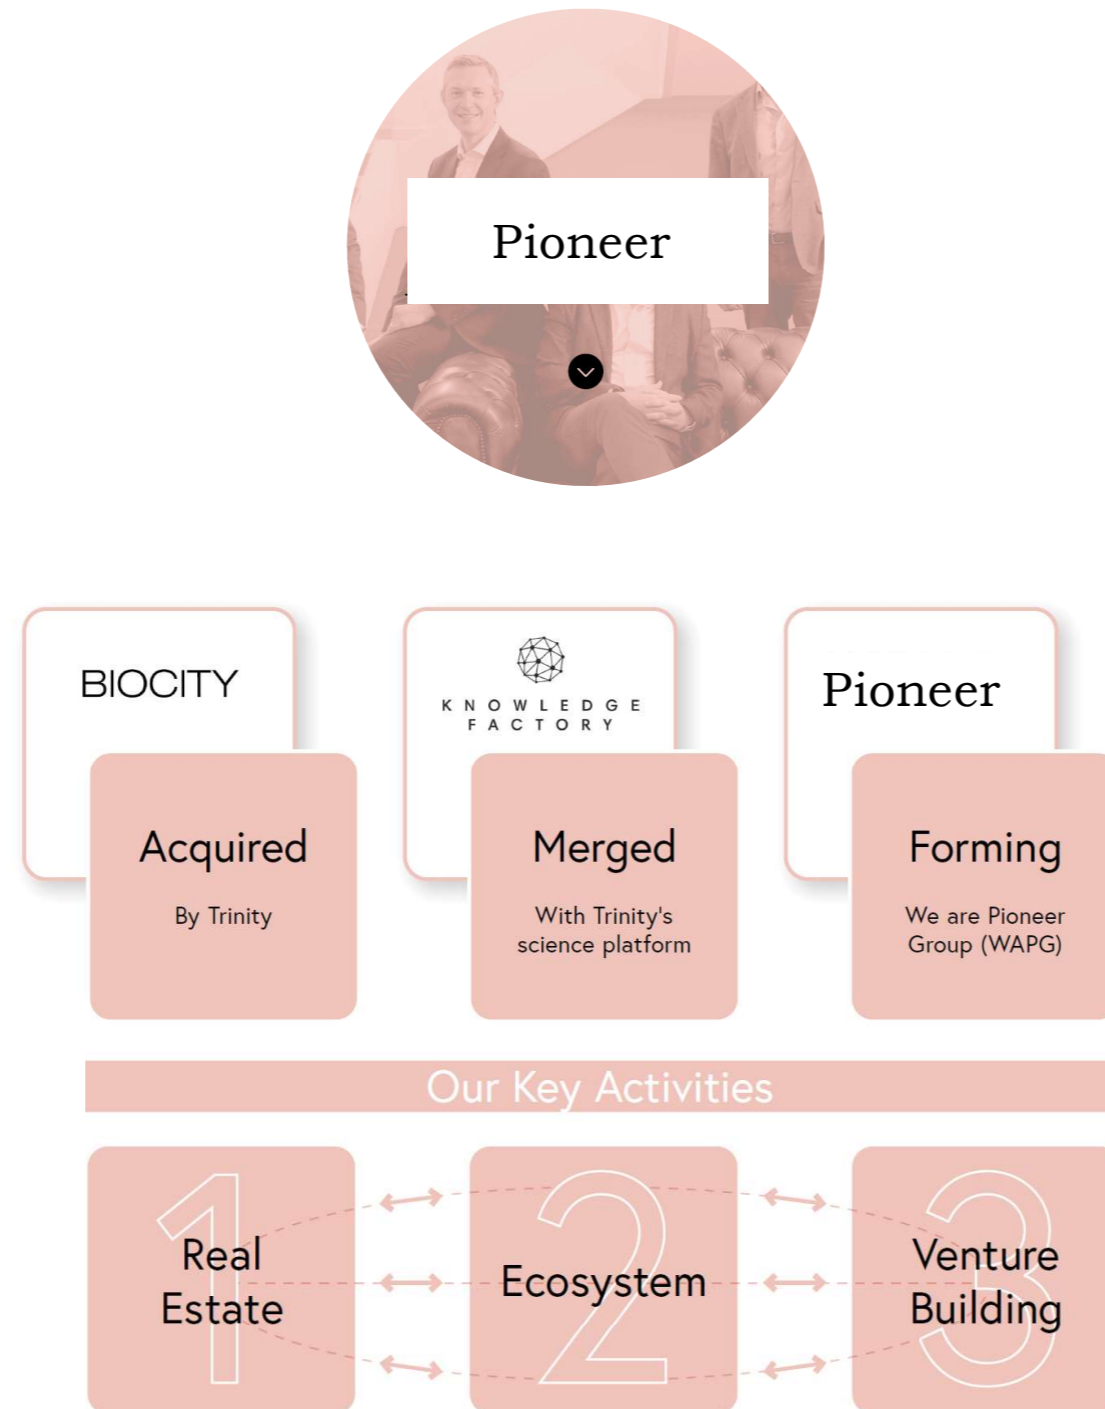 Pioneer
BIOCITY
KNOWLEDGE
FACTORY
Pioneer
Acquired
By Trinity
Merged
With Trinity's
science platform
Forming
We are Pioneer
Group (WAPG)
Our Key Activities
1
Real
Estate
2
Ecosystem
3
Venture
Building